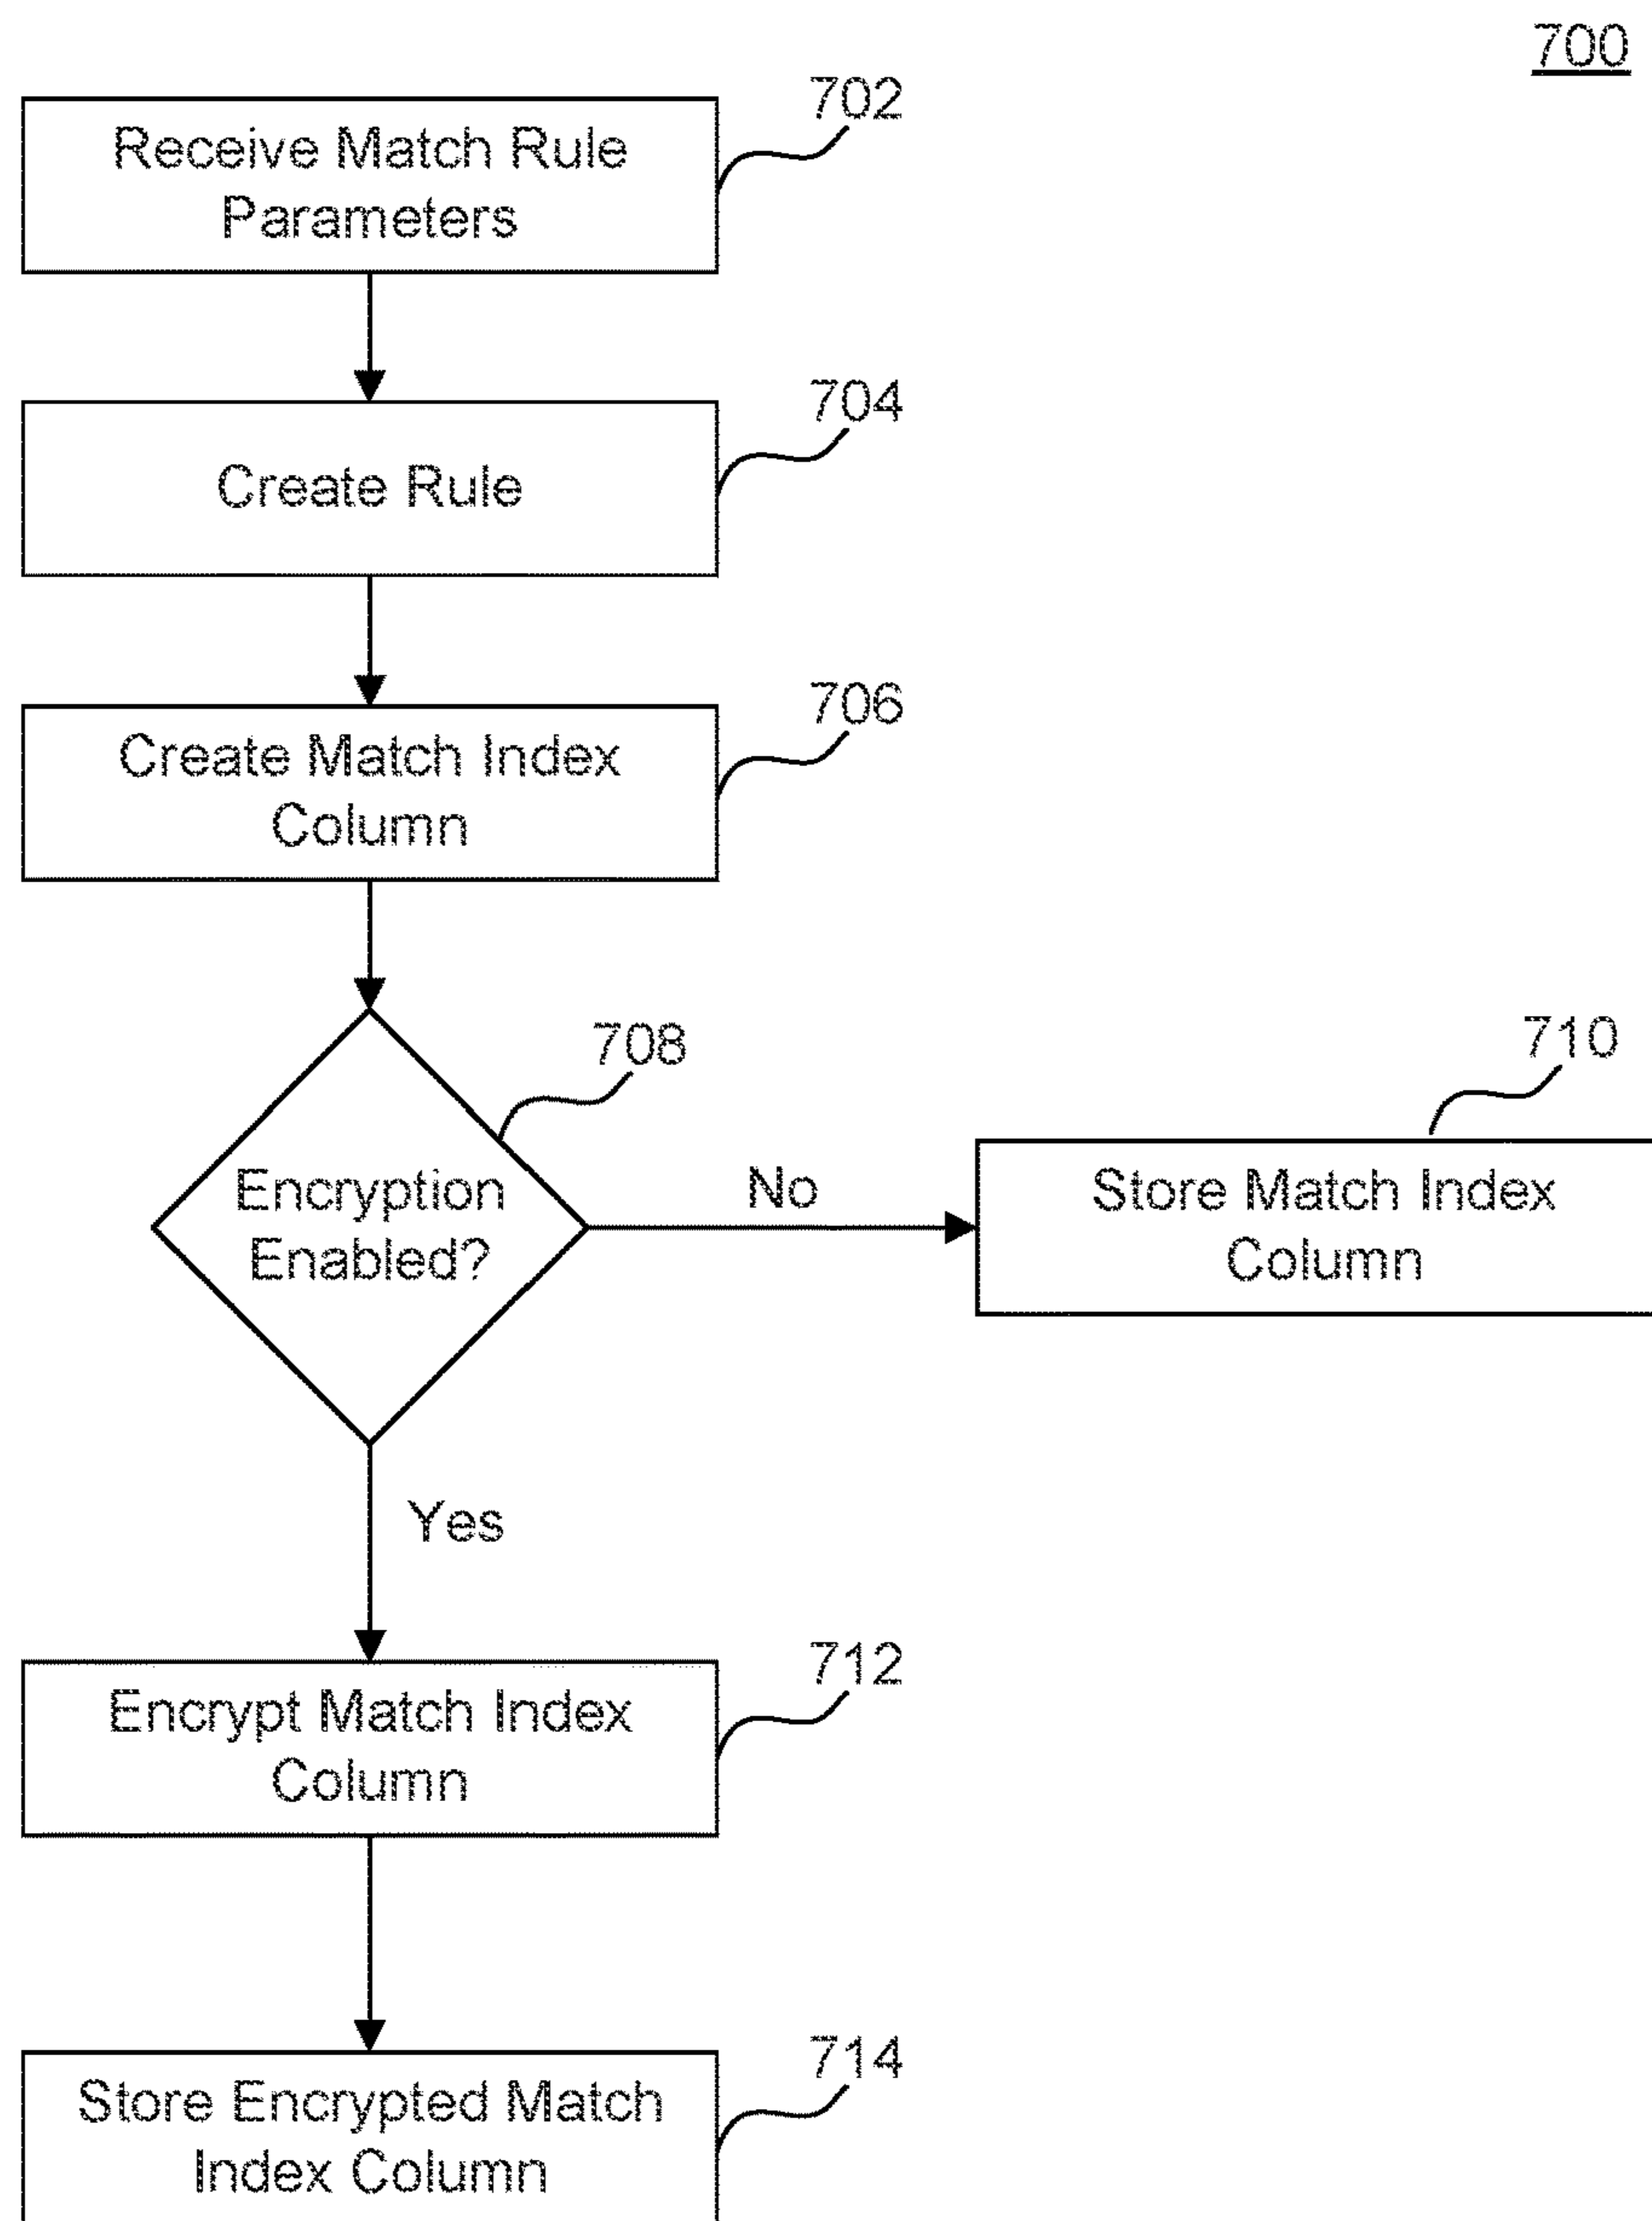 700
702
Receive Match Rule
Parameters
704
Create Rule
706
Create Match Index
Column
708
Encryption
Enabled?
No
710
Store Match Index
Column
Yes
712
Encrypt Match Index
Column
714
Store Encrypted Match
Index Column